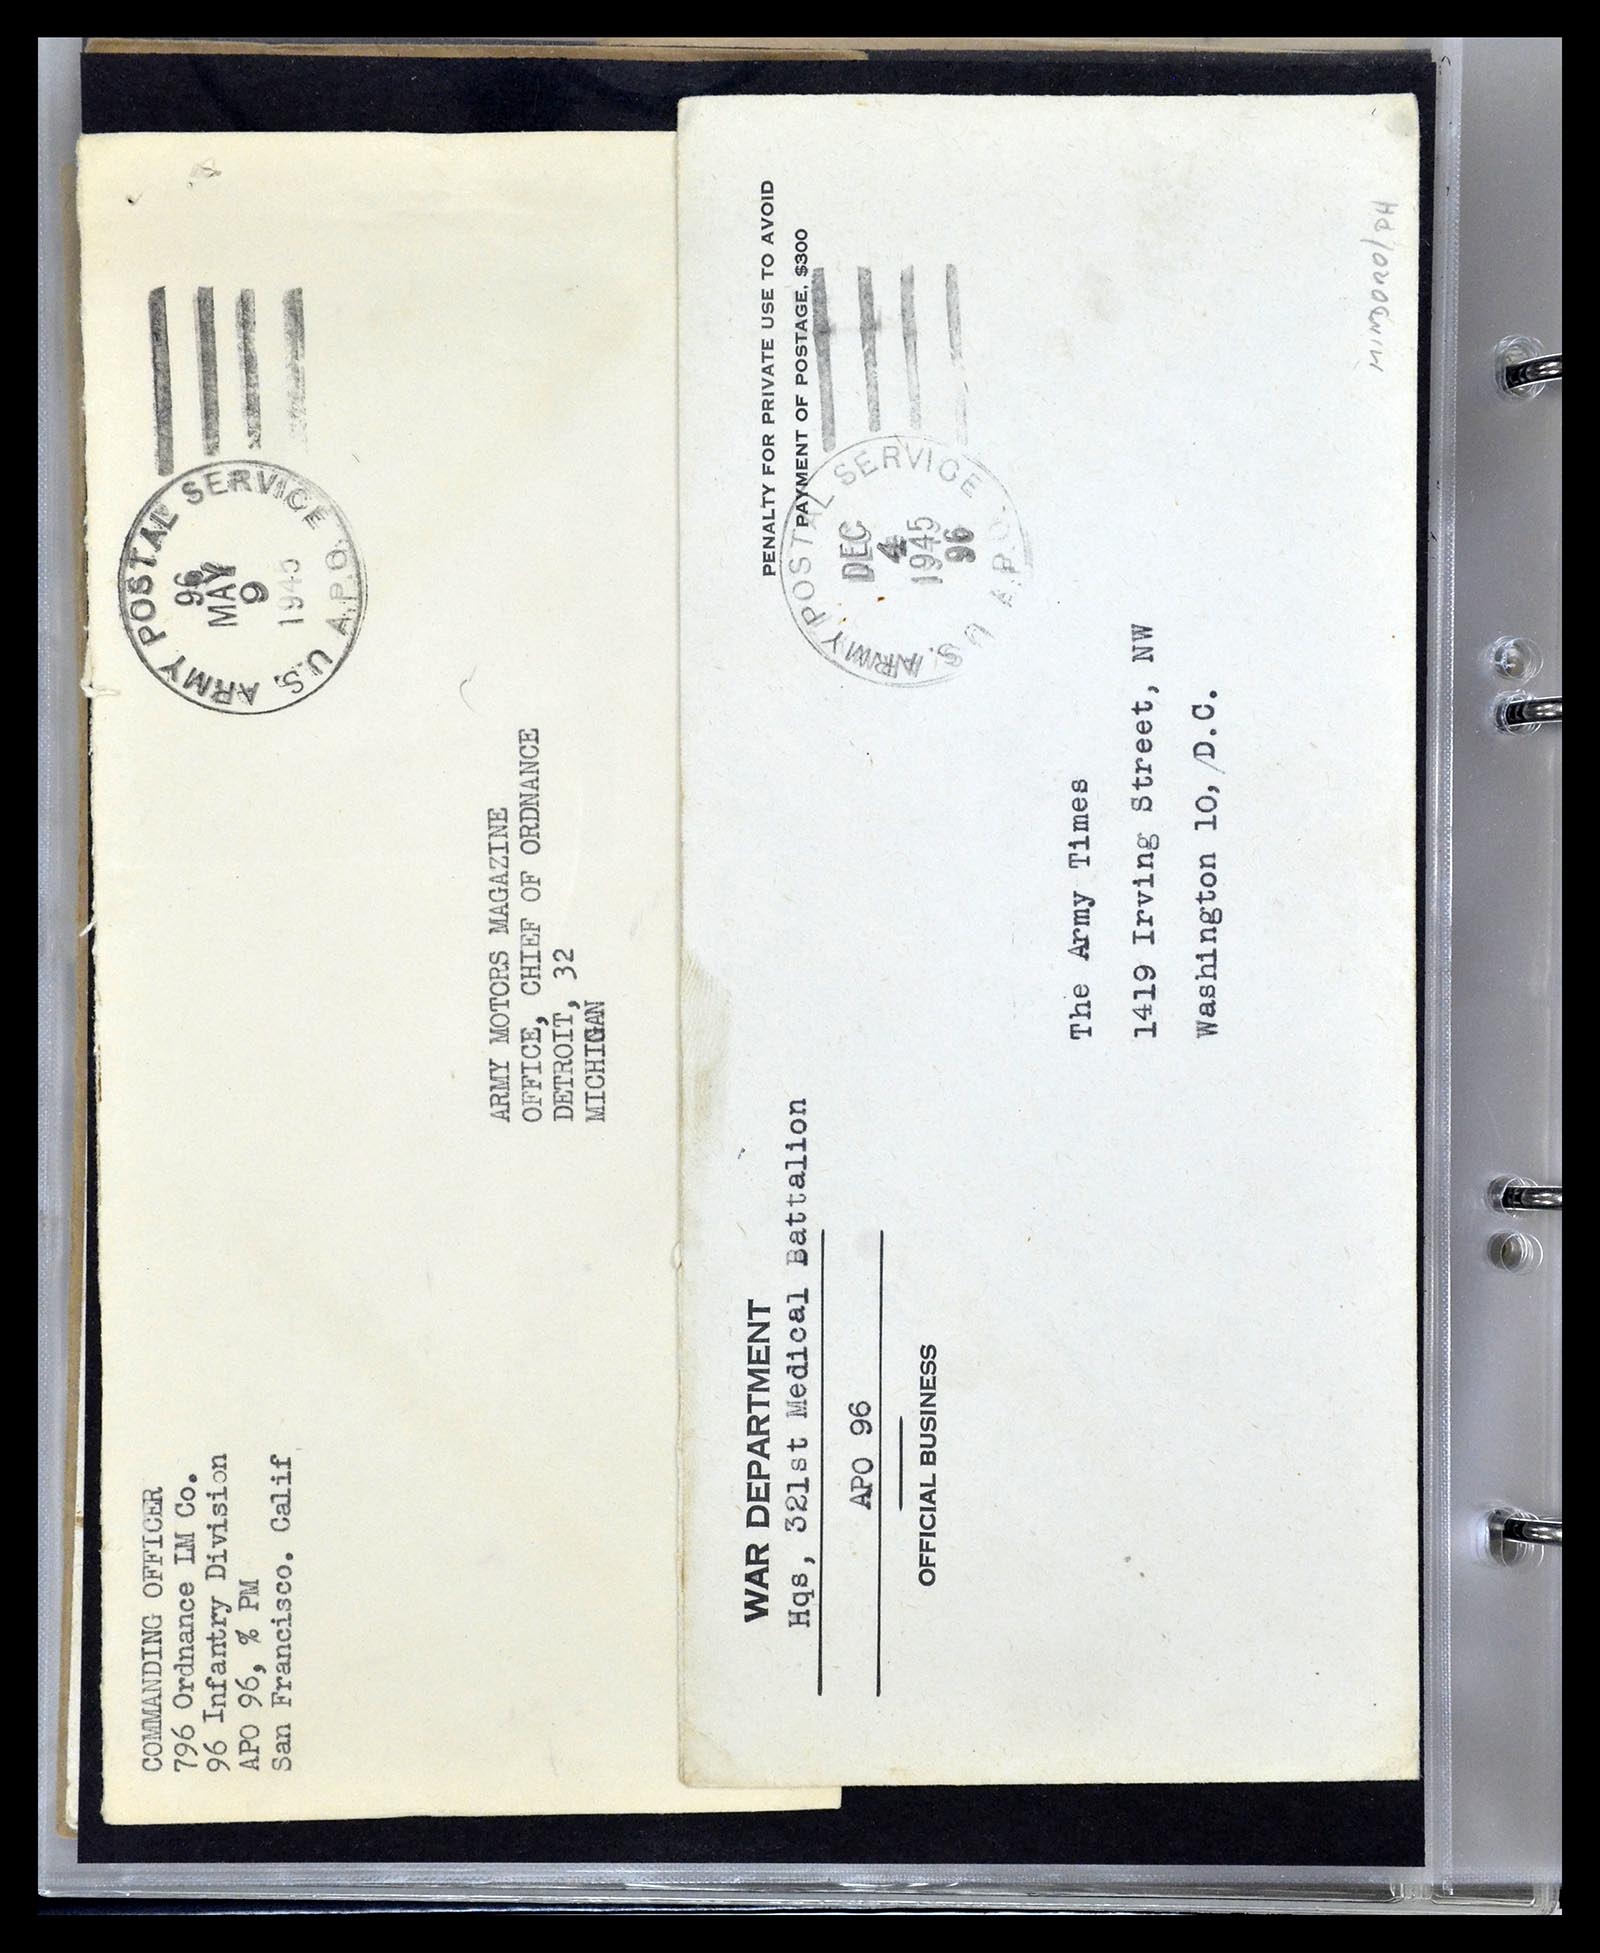 COMMANDING OFFICER
796 Ordnance LM Co.
96 Infantry Division
APO 96, % PM
San Francisco. Calif
U.S. ARMY POSTAL SERVICE A.P.O.
96
MAY
9
1945
ARMY MOTORS MAGAZINE
OFFICE, CHIEF OF ORDNANCE
DETROIT, 32
MICHIGAN
WAR DEPARTMENT
Hqs, 321st Medical Battalion
APO 96
OFFICIAL BUSINESS
PENALTY FOR PRIVATE USE TO AVOID
PAYMENT OF POSTAGE, $300
U.S. ARMY POSTAL SERVICE A.P.O.
DEC
4
1945
96
The Army Times
1419 Irving Street, NW
Washington 10, D.C.
MINDORO/PH